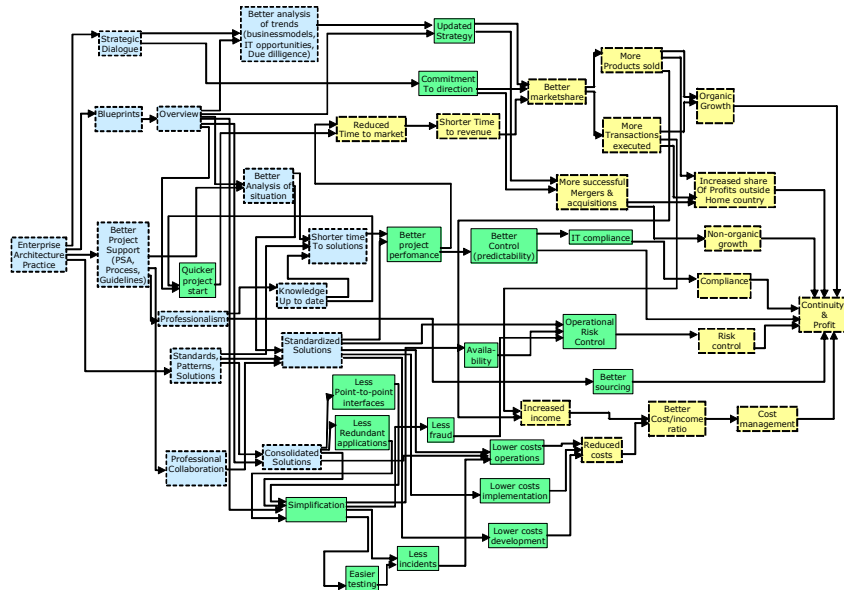 Better analysis
of trends
(businessmodels,
IT opportunities,
Due dilligence)
Strategic
Dialogue
Updated
Strategy
Commitment
To direction
Better
marketshare
More
Products sold
Organic
Growth
Blueprints
Overview
Reduced
Time to market
Shorter Time
to revenue
More
Transactions
executed
Better
Analysis of
situation
More successful
Mergers &
acquisitions
Increased share
Of Profits outside
Home country
Enterprise
Architecture
Practice
Better
Project
Support
(PSA,
Process,
Guidelines)
Quicker
project
start
Shorter time
To solutions
Better
project
perfomance
Better
Control
(predictability)
IT compliance
Non-organic
growth
Knowledge
Up to date
Compliance
Continuity
&
Profit
Professionalism
Standards,
Patterns,
Solutions
Standardized
Solutions
Availa-
bility
Operational
Risk
Control
Risk
control
Better
sourcing
Less
Point-to-point
interfaces
Less
Redundant
applications
Less
fraud
Increased
income
Better
Cost/income
ratio
Cost
management
Professional
Collaboration
Consolidated
Solutions
Lower costs
operations
Reduced
costs
Simplification
Lower costs
implementation
Lower costs
development
Less
incidents
Easier
testing